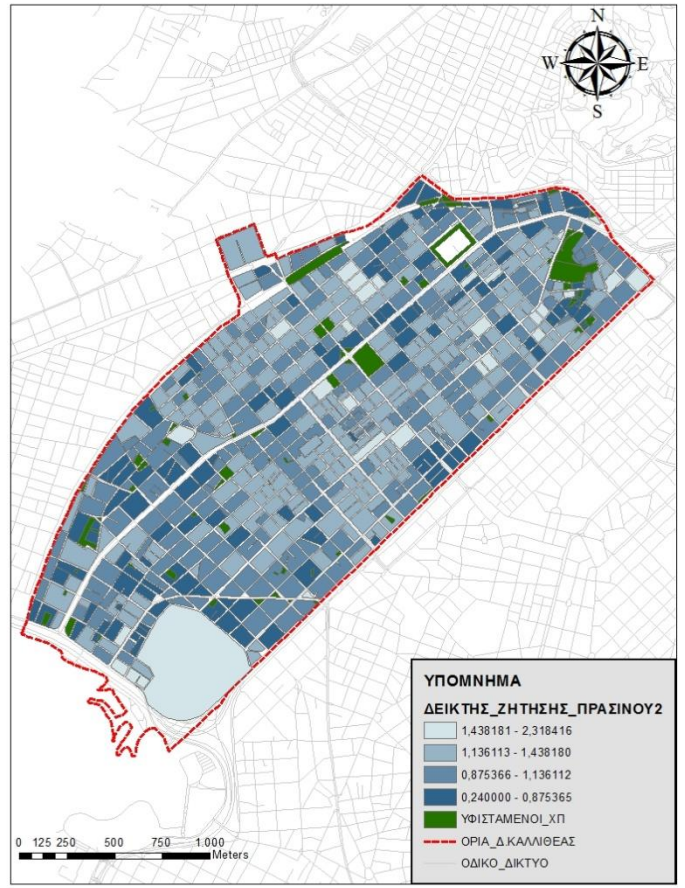 N
W E
S
ΥΠΟΜΝΗΜΑ
ΔΕΙΚΤΗΣ_ΖΗΤΗΣΗΣ_ΠΡΑΣΙΝΟΥ2
1,438181 - 2,318416
1,136113 - 1,438180
0,875366 - 1,136112
0,240000 - 0,875365
ΥΦΙΣΤΑΜΕΝΟΙ_ΧΠ
ΟΡΙΑ_Δ.ΚΑΛΛΙΘΕΑΣ
ΟΔΙΚΟ_ΔΙΚΤΥΟ
0 125 250 500 750 1.000
Meters